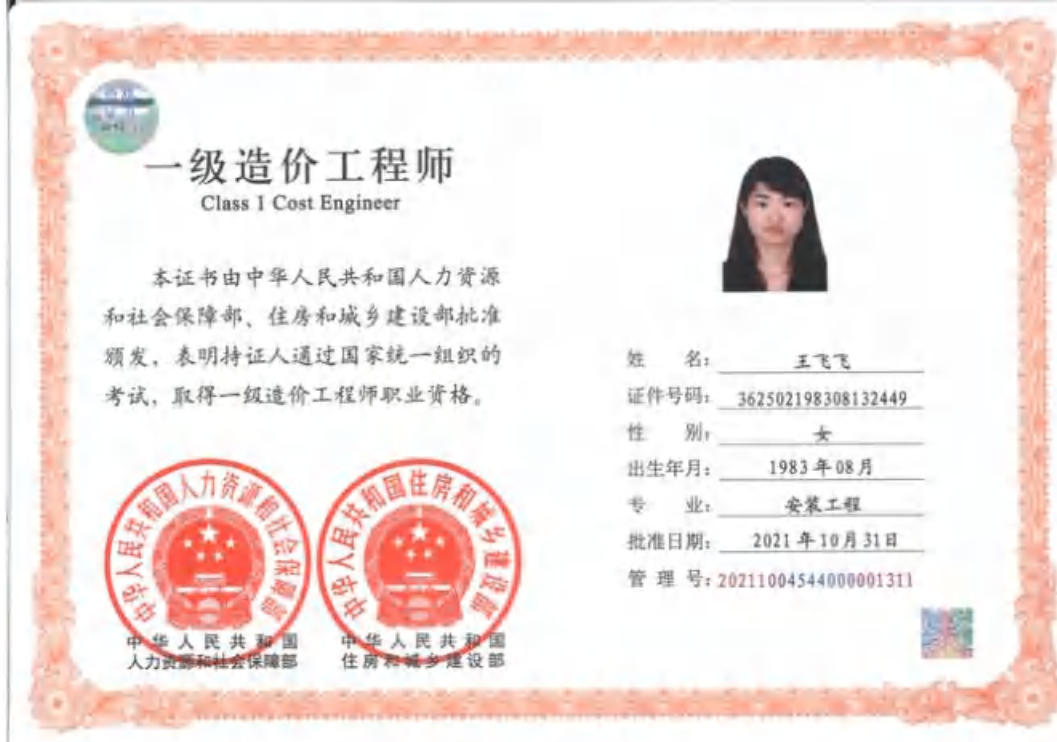 一级造价工程师
Class 1 Cost Engineer
本证书由中华人民共和国人力资源
和社会保障部、住房和城乡建设部批准
颁发，表明持证人通过国家统一组织的
考试，取得一级造价工程师职业资格。
中华人民共和国人力资源和社会保障部
中华人民共和国住房和城乡建设部
中华人民共和国
人力资源和社会保障部
中华人民共和国
住房和城乡建设部
姓 名：王飞飞
证件号码：362502198308132449
性 别：女
出生年月：1983年08月
专 业：安装工程
批准日期：2021年10月31日
管 理 号：20211004544000001311